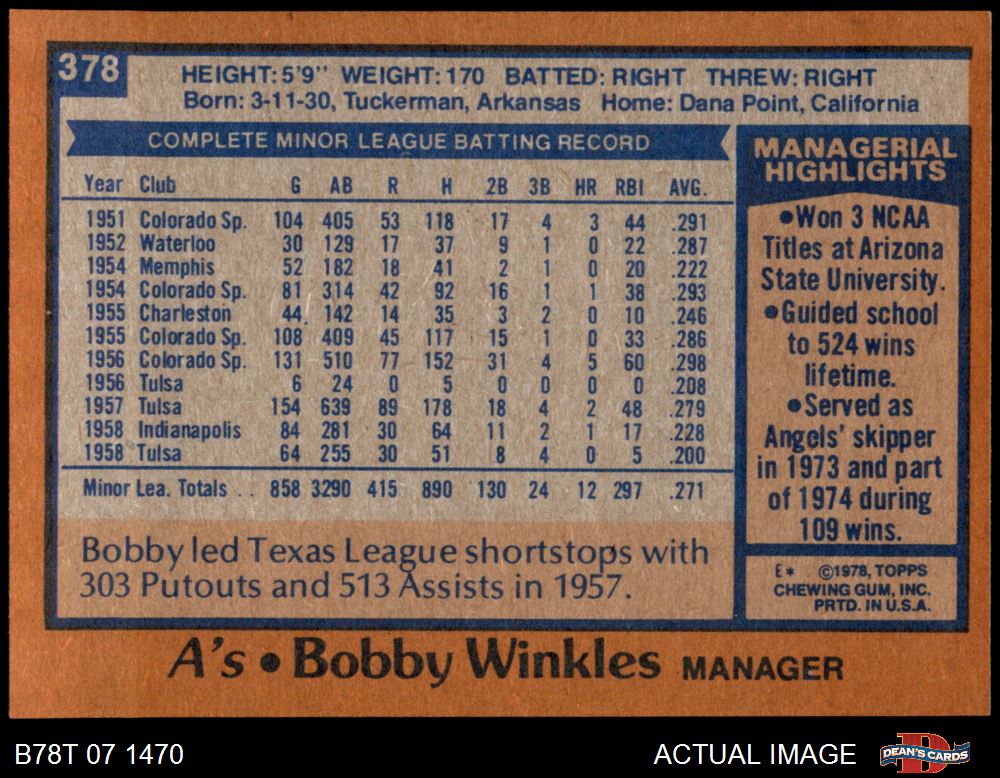 378
HEIGHT: 5'9" WEIGHT: 170 BATTED: RIGHT THREW: RIGHT
Born: 3-11-30, Tuckerman, Arkansas Home: Dana Point, California
COMPLETE MINOR LEAGUE BATTING RECORD
Year Club G AB R H 2B 3B HR RBI AVG.
1951 Colorado Sp. 104 405 53 118 17 4 3 44 .291
1952 Waterloo 30 129 17 37 9 1 0 22 .287
1954 Memphis 52 182 18 41 2 1 0 20 .222
1954 Colorado Sp. 81 314 42 92 16 1 1 38 .293
1955 Charleston 44 142 14 35 3 2 0 10 .246
1955 Colorado Sp. 108 409 45 117 15 1 0 33 .286
1956 Colorado Sp. 131 510 77 152 31 4 5 60 .298
1956 Tulsa 6 24 0 5 0 0 0 0 .208
1957 Tulsa 154 639 89 178 18 4 2 48 .279
1958 Indianapolis 84 281 30 64 11 2 1 17 .228
1958 Tulsa 64 255 30 51 8 4 0 5 .200
Minor Lea. Totals . . 858 3290 415 890 130 24 12 297 .271
Bobby led Texas League shortstops with
303 Putouts and 513 Assists in 1957.
MANAGERIAL
HIGHLIGHTS
•Won 3 NCAA
Titles at Arizona
State University.
•Guided school
to 524 wins
lifetime.
•Served as
Angels' skipper
in 1973 and part
of 1974 during
109 wins.
E* ©1978, TOPPS
CHEWING GUM, INC.
PRTD. IN U.S.A.
A's • Bobby Winkles MANAGER
B78T 07 1470
ACTUAL IMAGE
DEAN'S CARDS